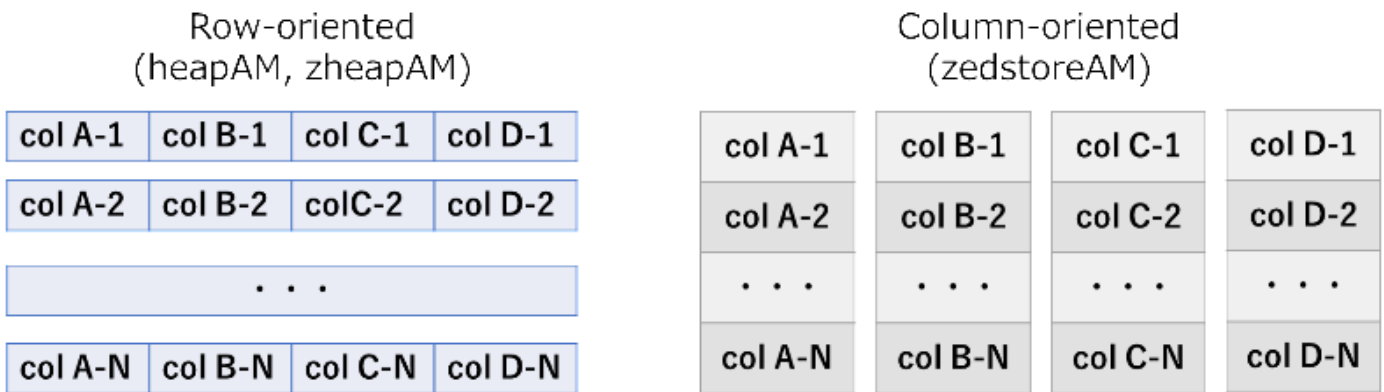 Row-oriented
(heapAM, zheapAM)
col A-1 col B-1 col C-1 col D-1
col A-2 col B-2 colC-2 col D-2
· · ·
col A-N col B-N col C-N col D-N
Column-oriented
(zedstoreAM)
col A-1 col B-1 col C-1 col D-1
col A-2 col B-2 col C-2 col D-2
· · · · · · · · · · · ·
col A-N col B-N col C-N col D-N